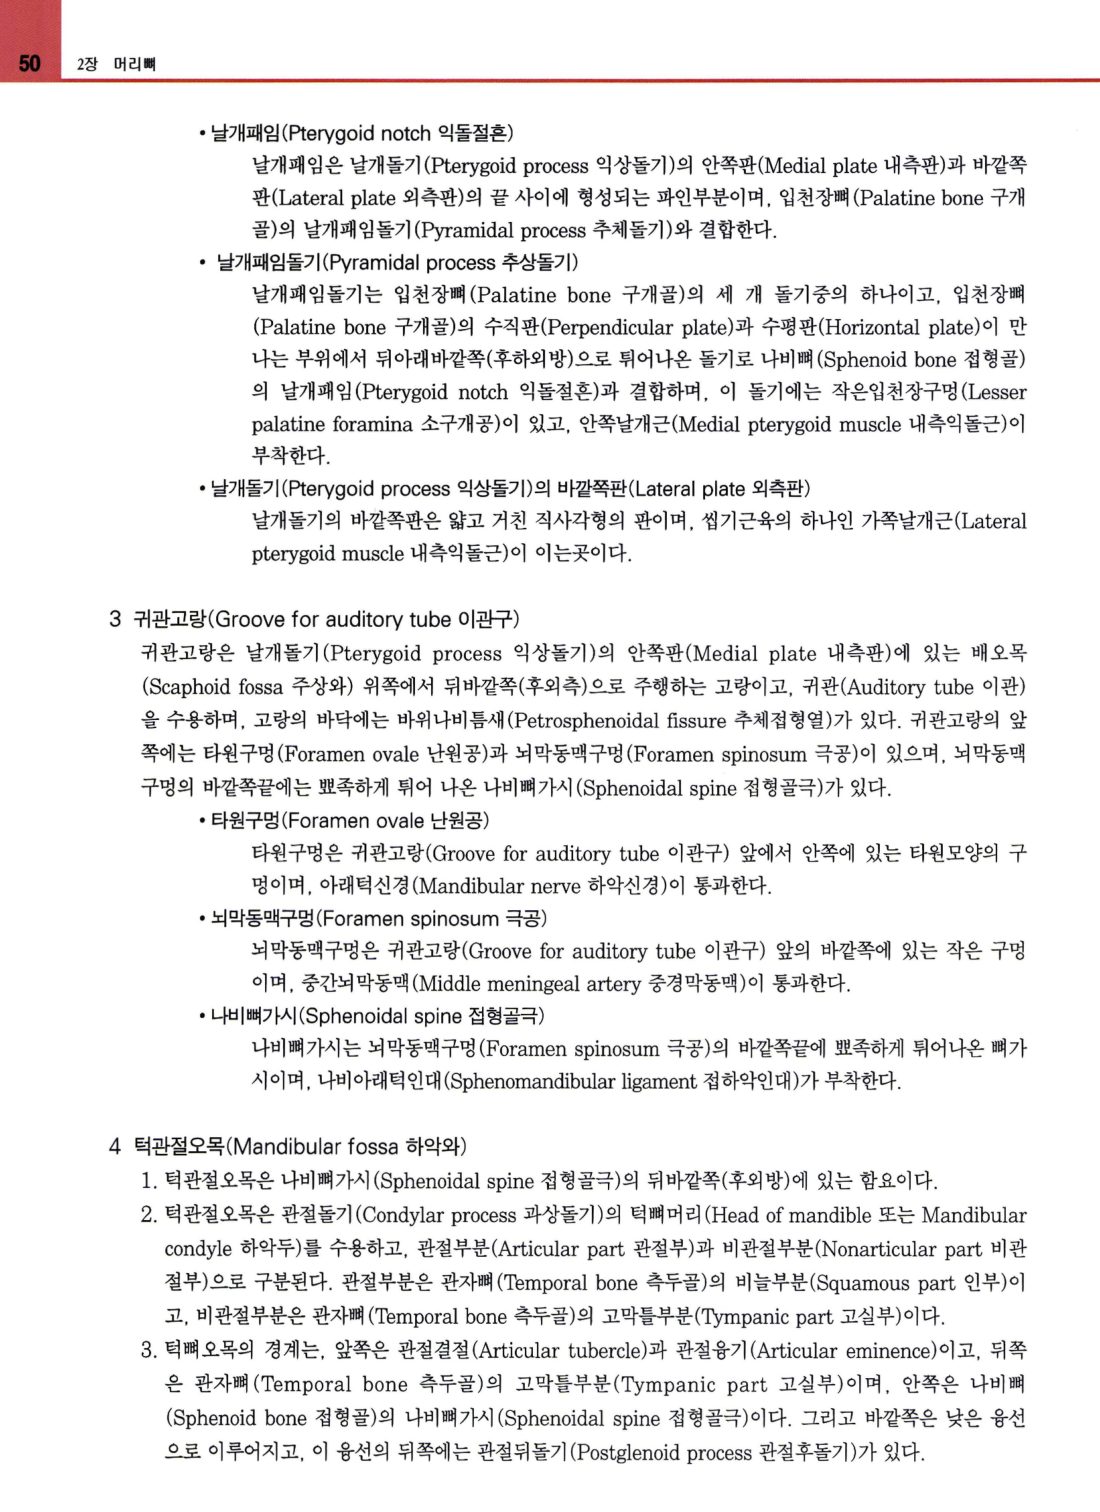 50 2장 머리뼈
• 날개패임(Pterygoid notch 익돌절흔)
날개패임은 날개돌기(Pterygoid process 익상돌기)의 안쪽판(Medial plate 내측판)과 바깥쪽
판(Lateral plate 외측판)의 끝 사이에 형성되는 파인부분이며, 입천장뼈(Palatine bone 구개
골)의 날개패임돌기(Pyramidal process 추체돌기)와 결합한다.
• 날개패임돌기(Pyramidal process 추상돌기)
날개패임돌기는 입천장뼈(Palatine bone 구개골)의 세 개 돌기중의 하나이고, 입천장뼈
(Palatine bone 구개골)의 수직판(Perpendicular plate)과 수평판(Horizontal plate)이 만
나는 부위에서 뒤아래바깥쪽(후하외방)으로 튀어나온 돌기로 나비뼈(Sphenoid bone 접형골)
의 날개패임(Pterygoid notch 익돌절흔)과 결합하며, 이 돌기에는 작은입천장구멍(Lesser
palatine foramina 소구개공)이 있고, 안쪽날개근(Medial pterygoid muscle 내측익돌근)이
부착한다.
• 날개돌기(Pterygoid process 익상돌기)의 바깥쪽판(Lateral plate 외측판)
날개돌기의 바깥쪽판은 얇고 거친 직사각형의 판이며, 씹기근육의 하나인 가쪽날개근(Lateral
pterygoid muscle 내측익돌근)이 이는곳이다.
3 귀관고랑(Groove for auditory tube 이관구)
귀관고랑은 날개돌기(Pterygoid process 익상돌기)의 안쪽판(Medial plate 내측판)에 있는 배오목
(Scaphoid fossa 주상와) 위쪽에서 뒤바깥쪽(후외측)으로 주행하는 고랑이고, 귀관(Auditory tube 이관)
을 수용하며, 고랑의 바닥에는 바위나비틈새(Petrosphenoidal fissure 추체접형열)가 있다. 귀관고랑의 앞
쪽에는 타원구멍(Foramen ovale 난원공)과 뇌막동맥구멍(Foramen spinosum 극공)이 있으며, 뇌막동맥
구멍의 바깥쪽끝에는 뾰족하게 튀어 나온 나비뼈가시(Sphenoidal spine 접형골극)가 있다.
• 타원구멍(Foramen ovale 난원공)
타원구멍은 귀관고랑(Groove for auditory tube 이관구) 앞에서 안쪽에 있는 타원모양의 구
멍이며, 아래턱신경(Mandibular nerve 하악신경)이 통과한다.
• 뇌막동맥구멍(Foramen spinosum 극공)
뇌막동맥구멍은 귀관고랑(Groove for auditory tube 이관구) 앞의 바깥쪽에 있는 작은 구멍
이며, 중간뇌막동맥(Middle meningeal artery 중경막동맥)이 통과한다.
• 나비뼈가시(Sphenoidal spine 접형골극)
나비뼈가시는 뇌막동맥구멍(Foramen spinosum 극공)의 바깥쪽끝에 뾰족하게 튀어나온 뼈가
시이며, 나비아래턱인대(Sphenomandibular ligament 접하악인대)가 부착한다.
4 턱관절오목(Mandibular fossa 하악와)
1. 턱관절오목은 나비뼈가시(Sphenoidal spine 접형골극)의 뒤바깥쪽(후외방)에 있는 함요이다.
2. 턱관절오목은 관절돌기(Condylar process 과상돌기)의 턱뼈머리(Head of mandible 또는 Mandibular
condyle 하악두)를 수용하고, 관절부분(Articular part 관절부)과 비관절부분(Nonarticular part 비관
절부)으로 구분된다. 관절부분은 관자뼈(Temporal bone 측두골)의 비늘부분(Squamous part 인부)이
고, 비관절부분은 관자뼈(Temporal bone 측두골)의 고막틀부분(Tympanic part 고실부)이다.
3. 턱뼈오목의 경계는, 앞쪽은 관절결절(Articular tubercle)과 관절융기(Articular eminence)이고, 뒤쪽
은 관자뼈(Temporal bone 측두골)의 고막틀부분(Tympanic part 고실부)이며, 안쪽은 나비뼈
(Sphenoid bone 접형골)의 나비뼈가시(Sphenoidal spine 접형골극)이다. 그리고 바깥쪽은 낮은 융선
으로 이루어지고, 이 융선의 뒤쪽에는 관절뒤돌기(Postglenoid process 관절후돌기)가 있다.